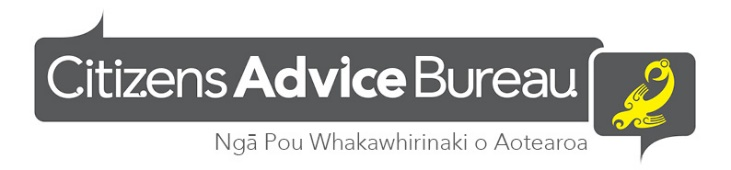 Citizens Advice Bureau
Ngā Pou Whakawhirinaki o Aotearoa